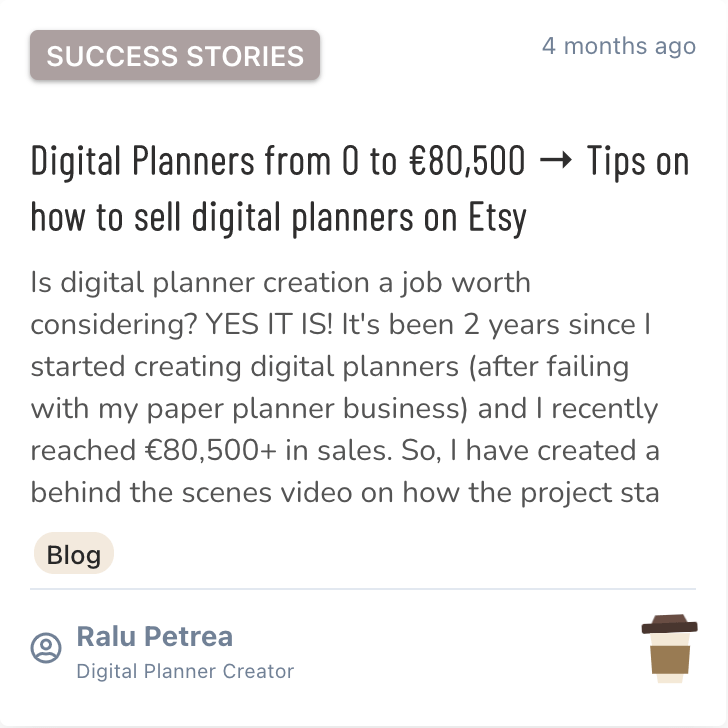 SUCCESS STORIES
4 months ago
Digital Planners from 0 to €80,500 → Tips on
how to sell digital planners on Etsy
Is digital planner creation a job worth
considering? YES IT IS! It's been 2 years since I
started creating digital planners (after failing
with my paper planner business) and I recently
reached €80,500+ in sales. So, I have created a
behind the scenes video on how the project sta
Blog
Ralu Petrea
Digital Planner Creator